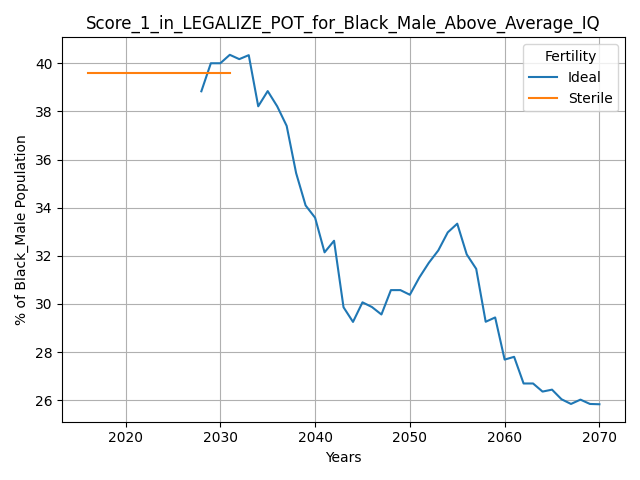 Score_1_in_LEGALIZE_POT_for_Black_Male_Above_Average_IQ
Fertility
Ideal
Sterile
% of Black_Male Population
40
38
36
34
32
30
28
26
2020 2030 2040 2050 2060 2070
Years